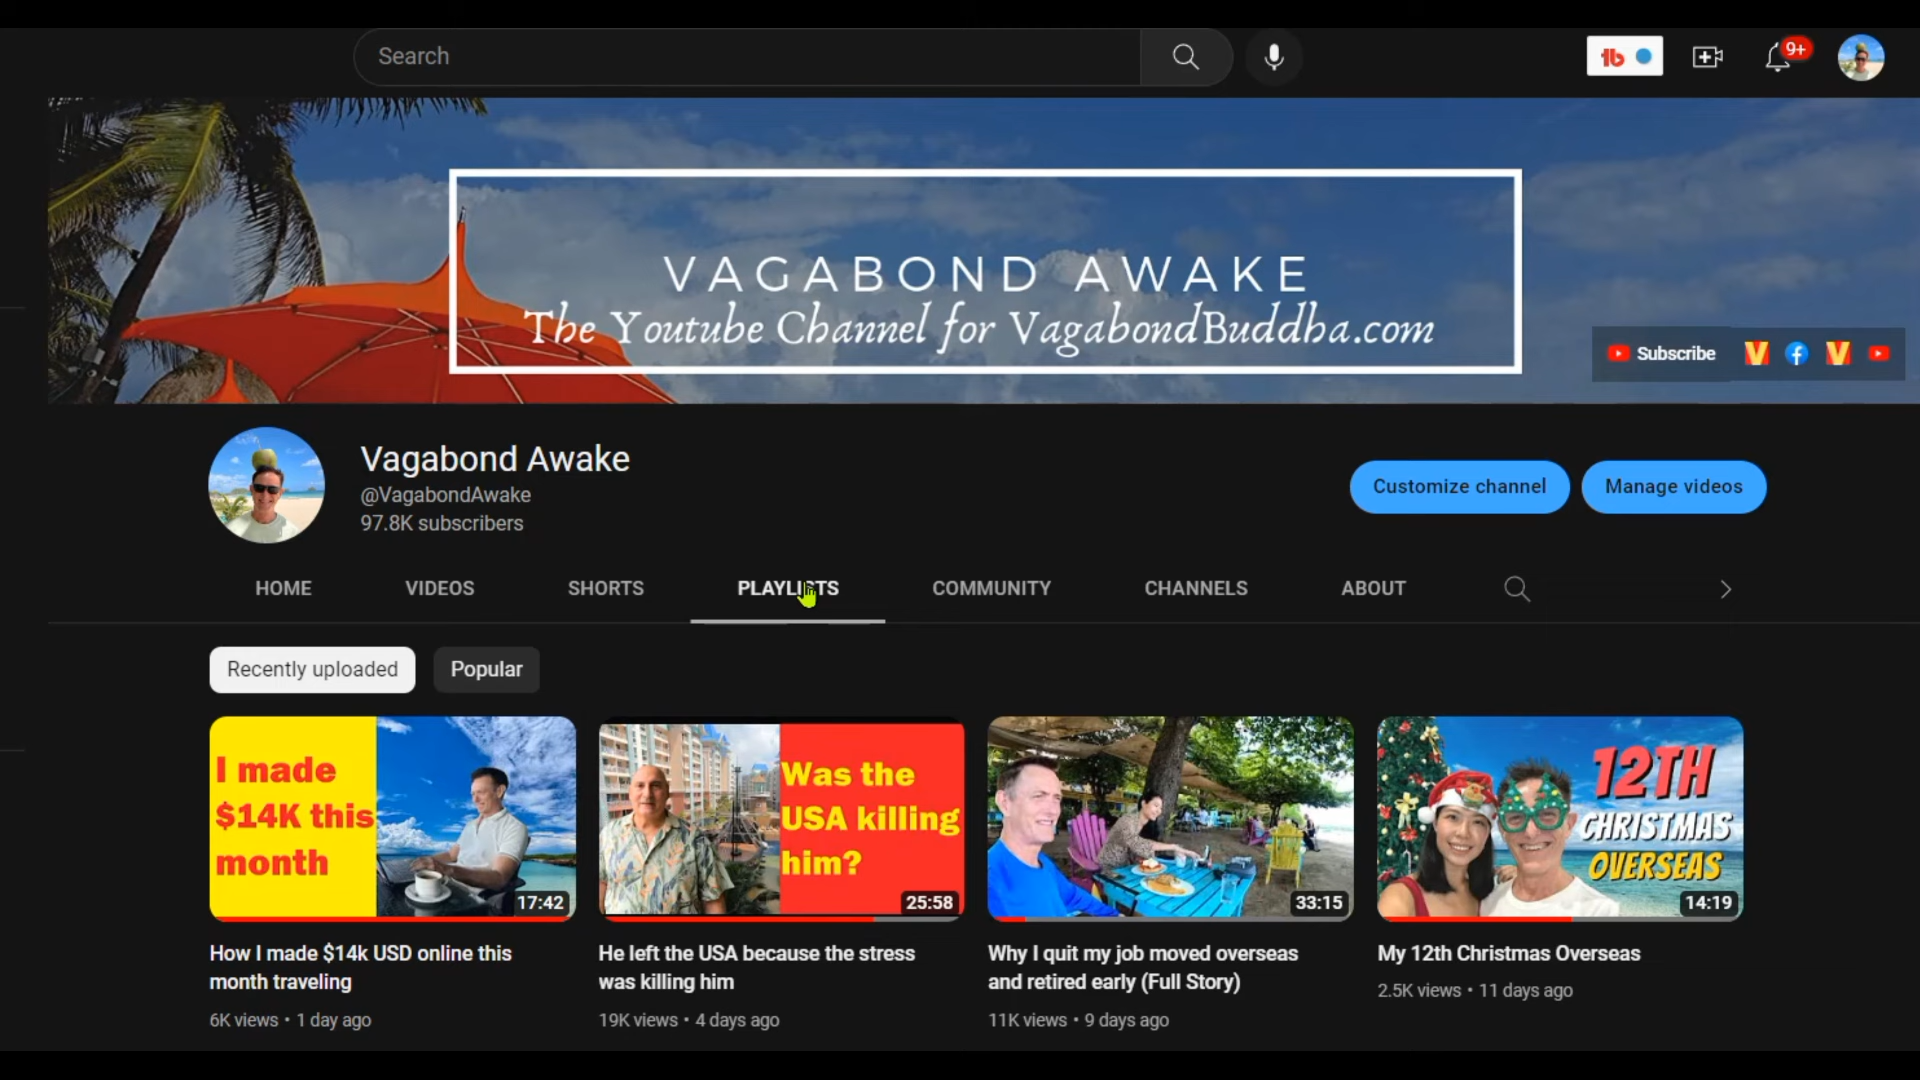 Search
9+
VAGABOND AWAKE
The Youtube Channel for VagabondBuddha.com
Subscribe
Vagabond Awake
@VagabondAwake
97.8K subscribers
Customize channel
Manage videos
HOME
VIDEOS
SHORTS
PLAYLISTS
COMMUNITY
CHANNELS
ABOUT
Recently uploaded
Popular
I made
$14K this
month
17:42
Was the
USA killing
him?
25:58
33:15
12TH
CHRISTMAS
OVERSEAS
14:19
How I made $14k USD online this
month traveling
6K views • 1 day ago
He left the USA because the stress
was killing him
19K views • 4 days ago
Why I quit my job moved overseas
and retired early (Full Story)
11K views • 9 days ago
My 12th Christmas Overseas
2.5K views • 11 days ago